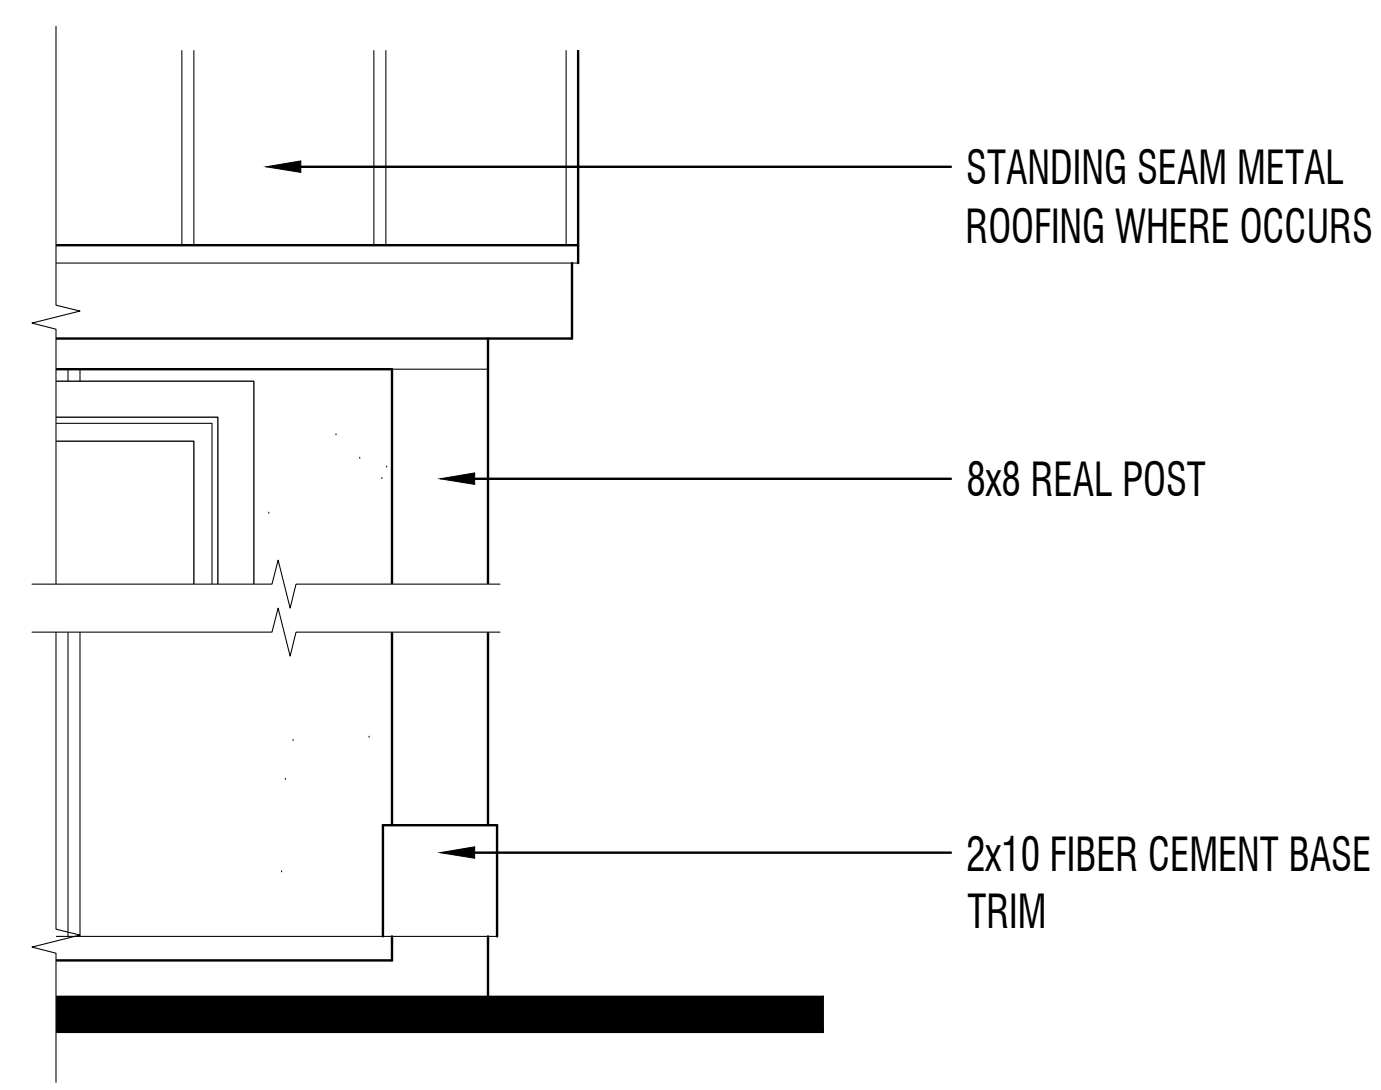 STANDING SEAM METAL
ROOFING WHERE OCCURS
8x8 REAL POST
2x10 FIBER CEMENT BASE
TRIM